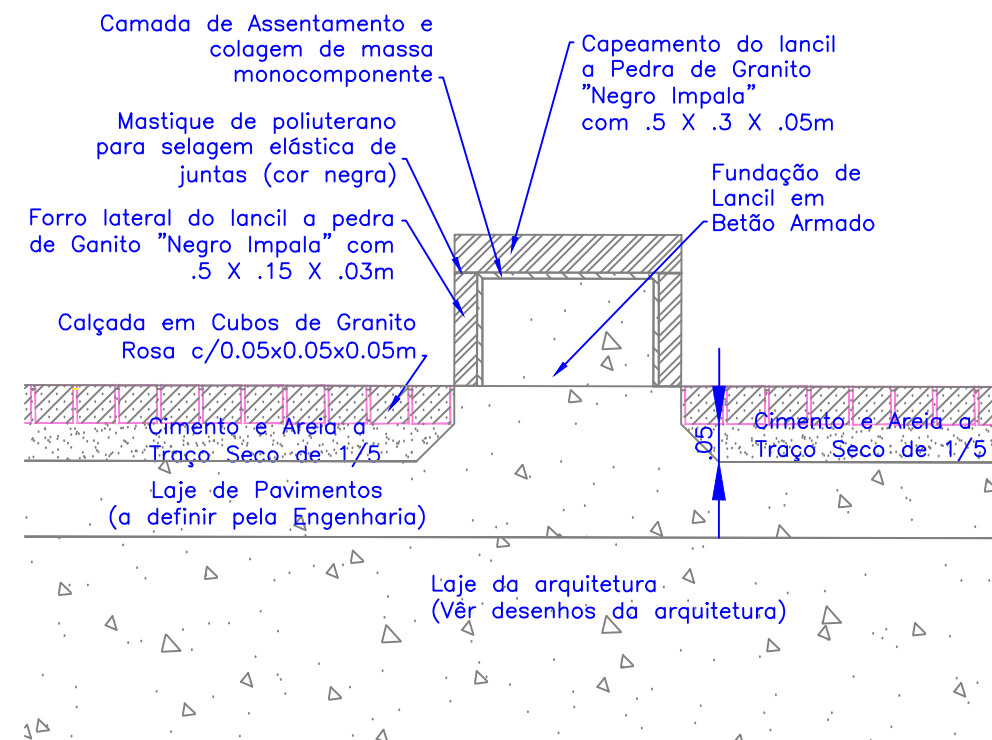 Camada de Assentamento e
colagem de massa
monocomponente
Capeamento do lancil
a Pedra de Granito
"Negro Impala"
com .5 X .3 X .05m
Mastique de poliuterano
para selagem elástica de
juntas (cor negra)
Fundação de
Lancil em
Betão Armado
Forro lateral do lancil a pedra
de Ganito "Negro Impala" com
.5 X .15 X .03m
Calçada em Cubos de Granito
Rosa c/0.05x0.05x0.05m
Cimento e Areia a
Traço Seco de 1/5
.05
Cimento e Areia a
Traço Seco de 1/5
Laje de Pavimentos
(a definir pela Engenharia)
Laje da arquitetura
(Vêr desenhos da arquitetura)